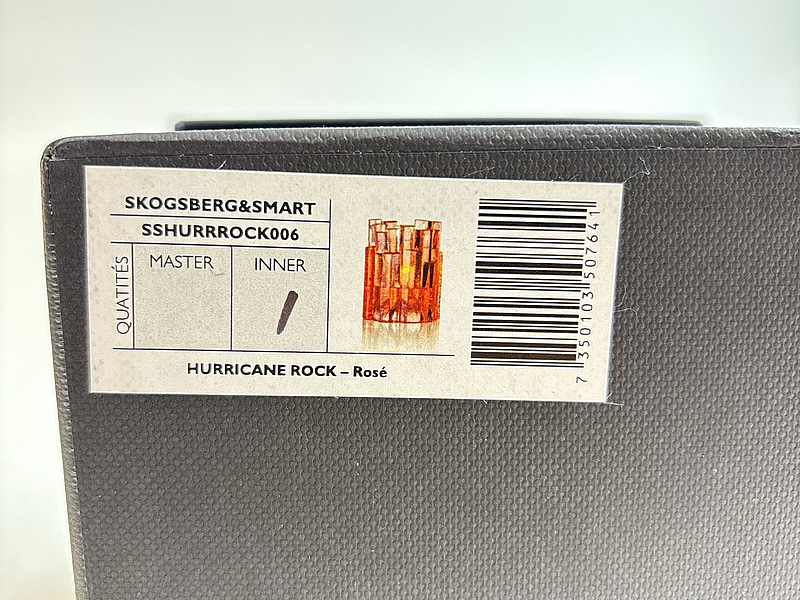 SKOGSBERG&SMART
SSHURRROCK006
QUATITÉS
MASTER
INNER
1
HURRICANE ROCK – Rosé
7 350103 507641